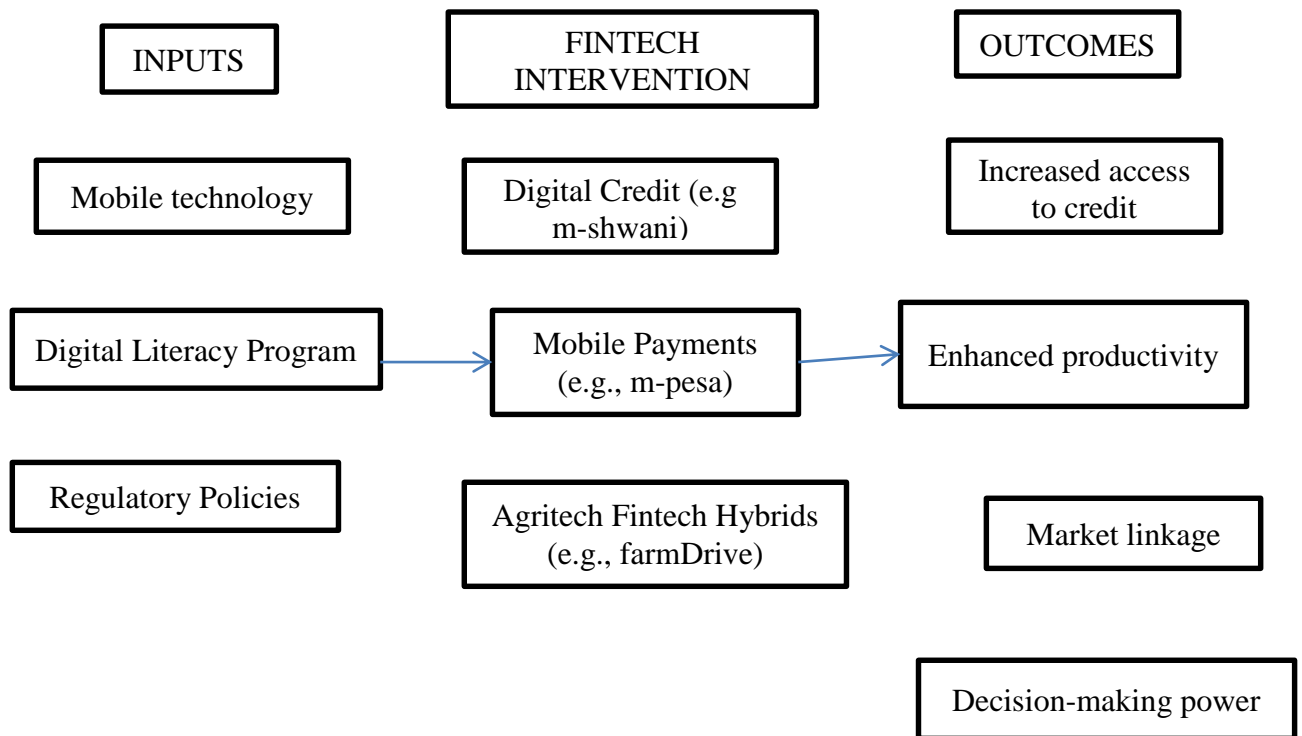 INPUTS
FINTECH
INTERVENTION
OUTCOMES
Mobile technology
Digital Credit (e.g
m-shwani)
Increased access
to credit
Digital Literacy Program
Mobile Payments
(e.g., m-pesa)
Enhanced productivity
Regulatory Policies
Agritech Fintech Hybrids
(e.g., farmDrive)
Market linkage
Decision-making power